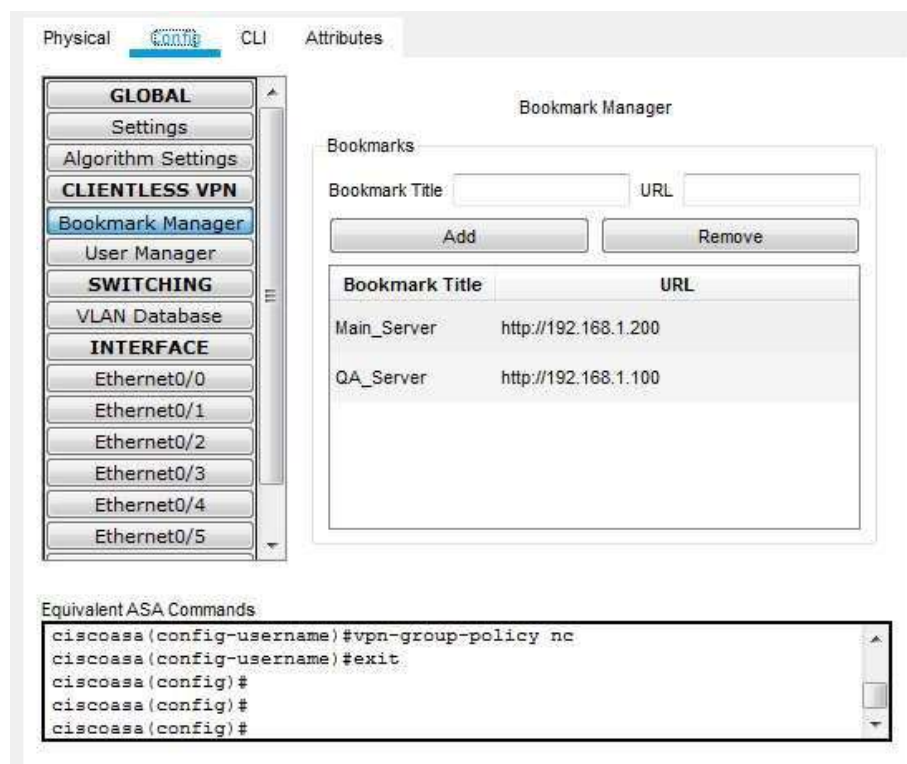 Physical Config CLI Attributes
GLOBAL
Settings
Algorithm Settings
CLIENTLESS VPN
Bookmark Manager
User Manager
SWITCHING
VLAN Database
INTERFACE
Ethernet0/0
Ethernet0/1
Ethernet0/2
Ethernet0/3
Ethernet0/4
Ethernet0/5
Bookmark Manager
Bookmarks
Bookmark Title URL
Add Remove
Bookmark Title URL
Main_Server http://192.168.1.200
QA_Server http://192.168.1.100
Equivalent ASA Commands
ciscoasa(config-username)#vpn-group-policy nc
ciscoasa(config-username)#exit
ciscoasa(config)#
ciscoasa(config)#
ciscoasa(config)#